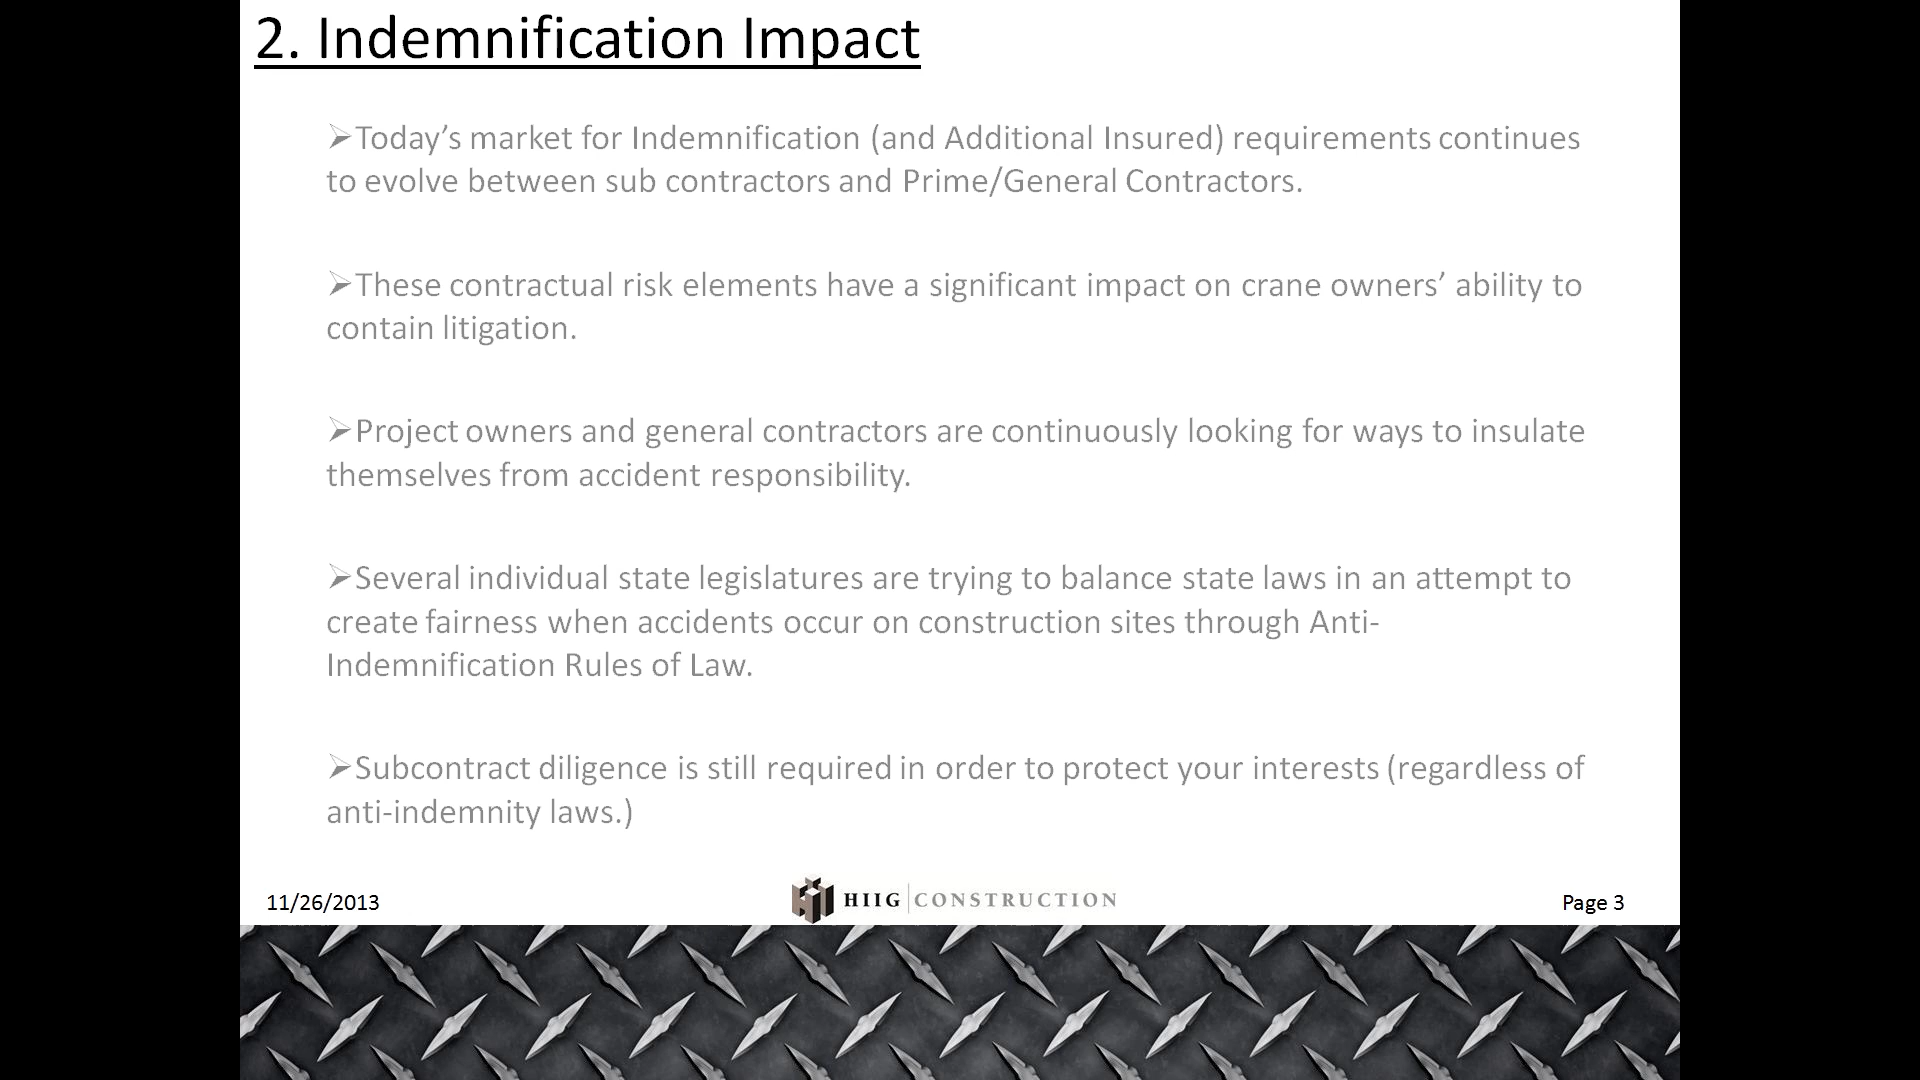 2. Indemnification Impact
➢Today’s market for Indemnification (and Additional Insured) requirements continues
to evolve between sub contractors and Prime/General Contractors.
➢These contractual risk elements have a significant impact on crane owners’ ability to
contain litigation.
➢Project owners and general contractors are continuously looking for ways to insulate
themselves from accident responsibility.
➢Several individual state legislatures are trying to balance state laws in an attempt to
create fairness when accidents occur on construction sites through Anti-
Indemnification Rules of Law.
➢Subcontract diligence is still required in order to protect your interests (regardless of
anti-indemnity laws.)
11/26/2013
HIIG CONSTRUCTION
Page 3